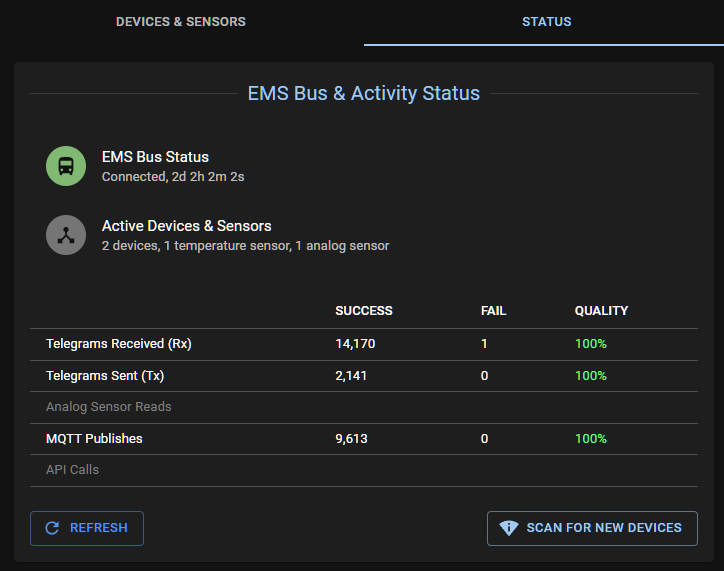 DEVICES & SENSORS STATUS
EMS Bus & Activity Status
EMS Bus Status
Connected, 2d 2h 2m 2s
Active Devices & Sensors
2 devices, 1 temperature sensor, 1 analog sensor
SUCCESS FAIL QUALITY
Telegrams Received (Rx) 14,170 1 100%
Telegrams Sent (Tx) 2,141 0 100%
Analog Sensor Reads
MQTT Publishes 9,613 0 100%
API Calls
REFRESH SCAN FOR NEW DEVICES